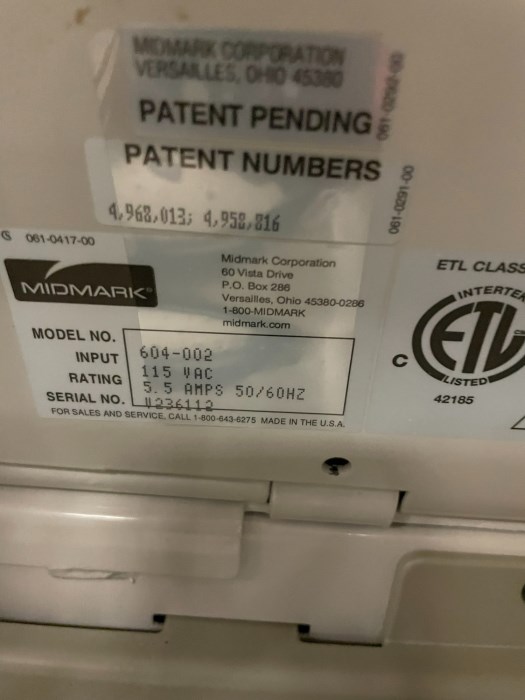 MIDMARK CORPORATION
VERSAILLES, OHIO 45380
PATENT PENDING
061-0292-00
PATENT NUMBERS
4,968,013; 4,958,816
061-0291-00
061-0417-00
MIDMARK®
Midmark Corporation
60 Vista Drive
P.O. Box 286
Versailles, Ohio 45380-0286
1-800-MIDMARK
midmark.com
MODEL NO. 604-002
INPUT 115 VAC
RATING 5.5 AMPS 50/60HZ
SERIAL NO. V236112
FOR SALES AND SERVICE, CALL 1-800-643-6275 MADE IN THE U.S.A.
ETL CLASS
INTERTE
C ETL
LISTED
42185